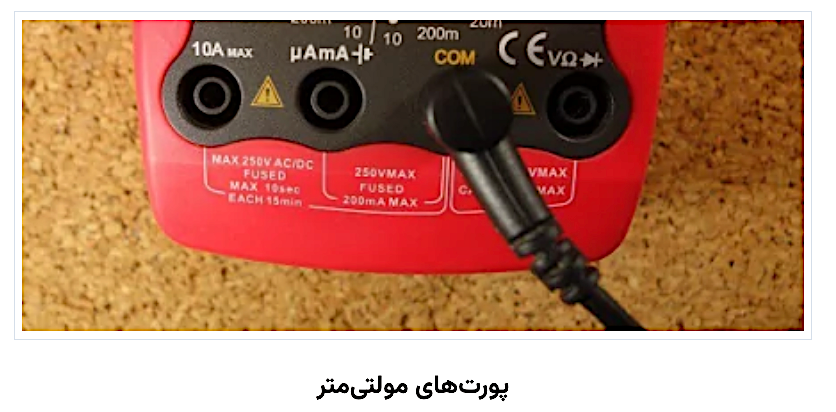 20m
10 10 200m
10A MAX µAmA COM CE VΩ
MAX 250V AC/DC
FUSED
MAX 10sec
EACH 15min
250VMAX
FUSED
200mA MAX
VMAX
MAX
پورت‌های مولتی‌متر